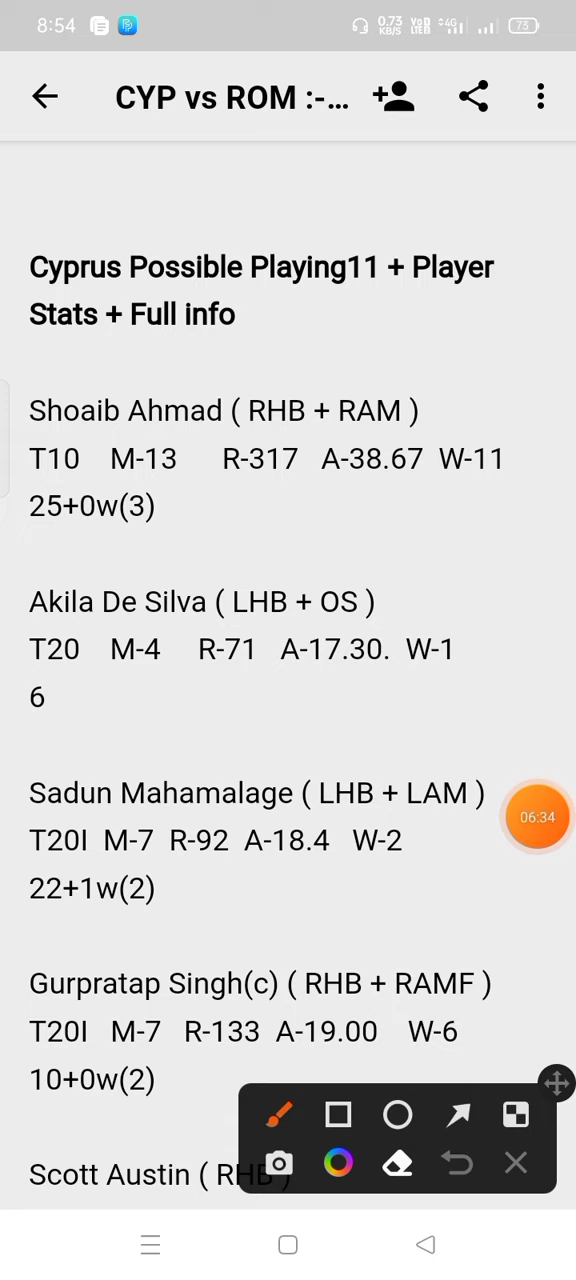 8:54
0.73 KB/S
VoD LTEB
4G
73
CYP vs ROM :-...
Cyprus Possible Playing11 + Player
Stats + Full info
Shoaib Ahmad ( RHB + RAM )
T10 M-13 R-317 A-38.67 W-11
25+0w(3)
Akila De Silva ( LHB + OS )
T20 M-4 R-71 A-17.30. W-1
6
Sadun Mahamalage ( LHB + LAM )
06:34
T20I M-7 R-92 A-18.4 W-2
22+1w(2)
Gurpratap Singh(c) ( RHB + RAMF )
T20I M-7 R-133 A-19.00 W-6
10+0w(2)
Scott Austin ( RHB )